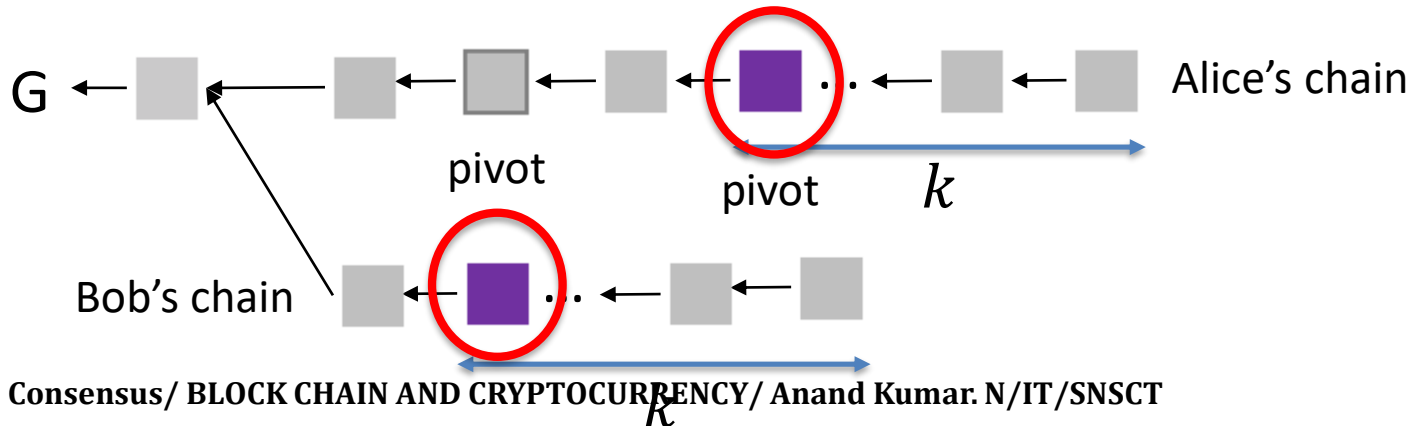 G
Alice's chain
...
pivot
pivot
k
Bob's chain
...
Consensus/ BLOCK CHAIN AND CRYPTOCURRENCY/ Anand Kumar. N/IT/SNSCT
k